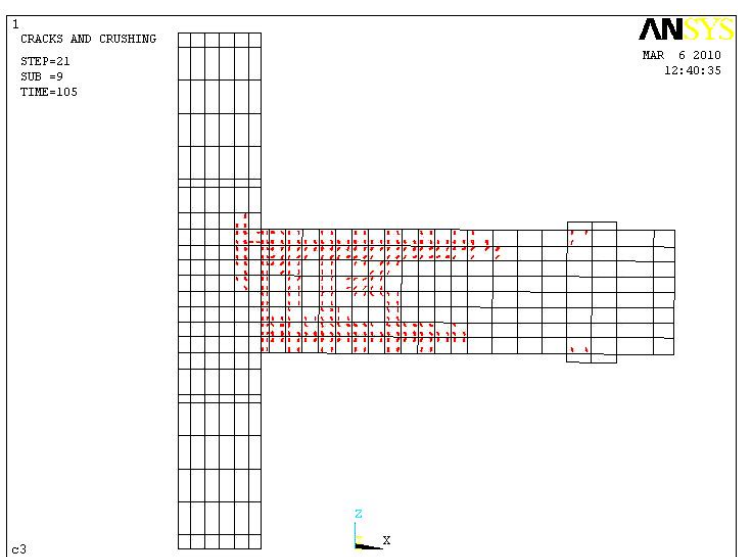 1
CRACKS AND CRUSHING
STEP=21
SUB =9
TIME=105
ANSYS
MAR  6 2010
12:40:35
Z
X
c3